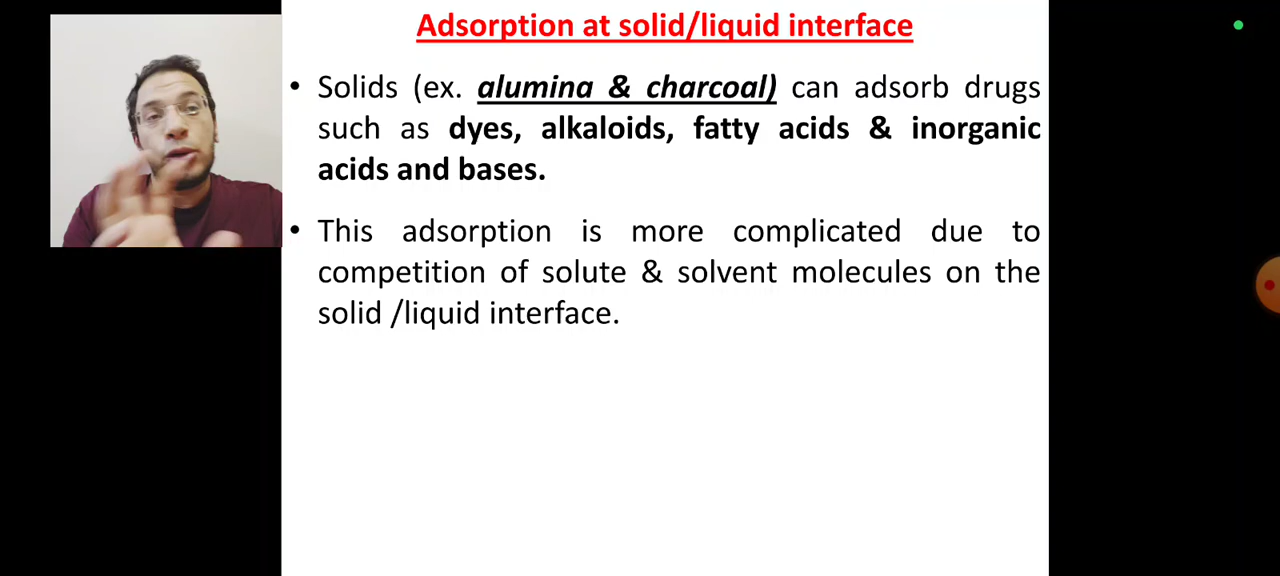 Adsorption at solid/liquid interface
• Solids (ex. alumina & charcoal) can adsorb drugs
such as dyes, alkaloids, fatty acids & inorganic
acids and bases.
• This adsorption is more complicated due to
competition of solute & solvent molecules on the
solid /liquid interface.